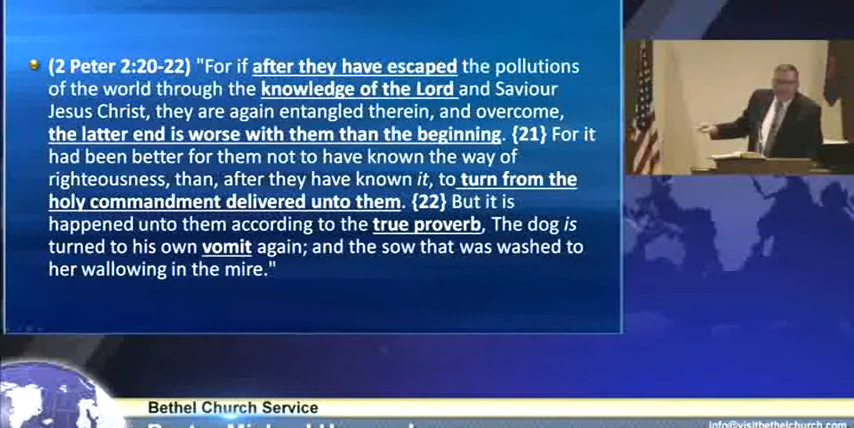 (2 Peter 2:20-22) "For if after they have escaped the pollutions
of the world through the knowledge of the Lord and Saviour
Jesus Christ, they are again entangled therein, and overcome,
the latter end is worse with them than the beginning. {21} For it
had been better for them not to have known the way of
righteousness, than, after they have known it, to turn from the
holy commandment delivered unto them. {22} But it is
happened unto them according to the true proverb, The dog is
turned to his own vomit again; and the sow that was washed to
her wallowing in the mire."
Bethel Church Service
Info@visitbethelchurch.com